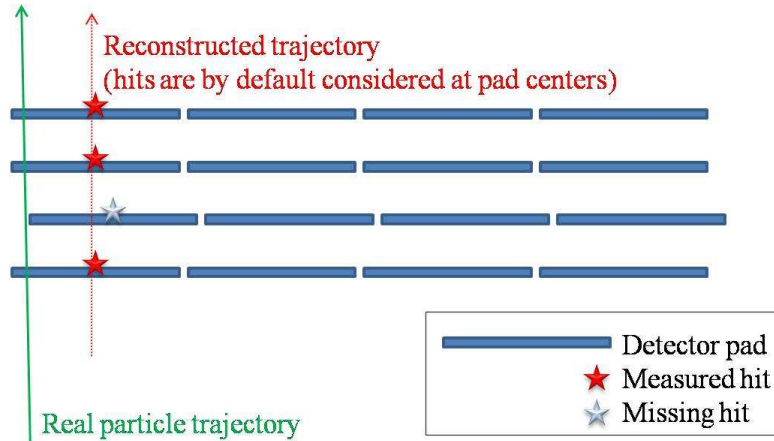 Reconstructed trajectory
(hits are by default considered at pad centers)
Detector pad
Measured hit
Missing hit
Real particle trajectory